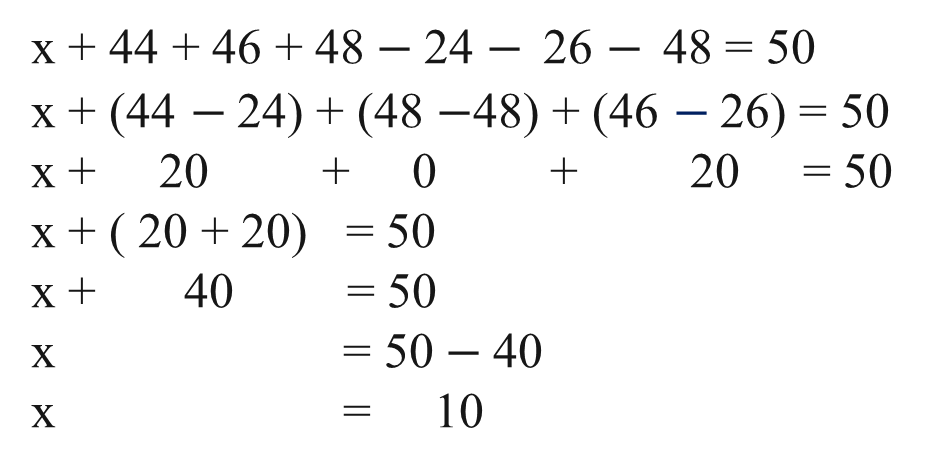 x + 44 + 46 + 48 – 24 – 26 – 48 = 50
x + (44 – 24) + (48 –48) + (46 – 26) = 50
x + 20 + 0 + 20 = 50
x + ( 20 + 20) = 50
x + 40 = 50
x = 50 – 40
x = 10